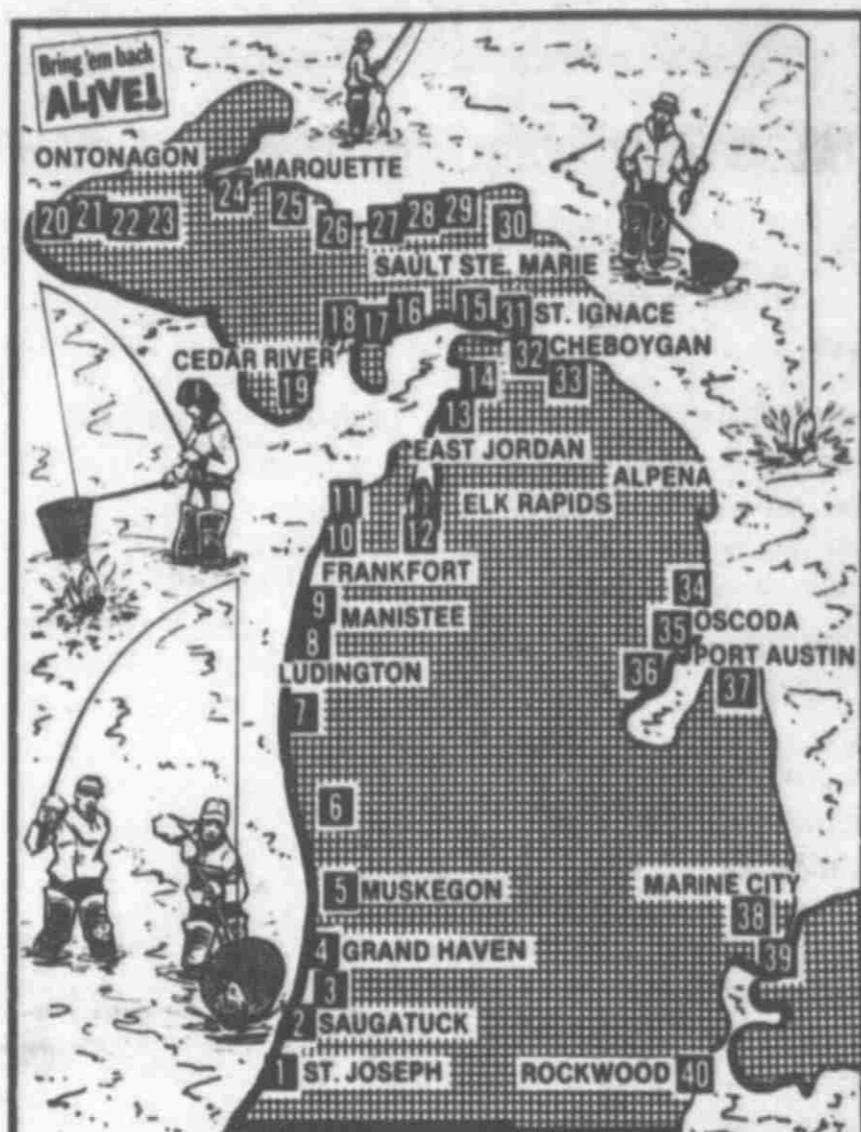 Bring 'em back
ALIVE!
ONTONAGON
MARQUETTE
20 21 22 23 24 25 26 27 28 29 30
SAULT STE. MARIE
18 17 16 15 31 ST. IGNACE
CEDAR RIVER
32 CHEBOYGAN
19 14 33
13
EAST JORDAN
ALPENA
11 ELK RAPIDS
10 12
FRANKFORT
34
9 MANISTEE
35 OSCODA
8
36 PORT AUSTIN
LUDINGTON
37
7
6
5 MUSKEGON
MARINE CITY
38
4 GRAND HAVEN
39
3
2 SAUGATUCK
1 ST. JOSEPH
ROCKWOOD 40